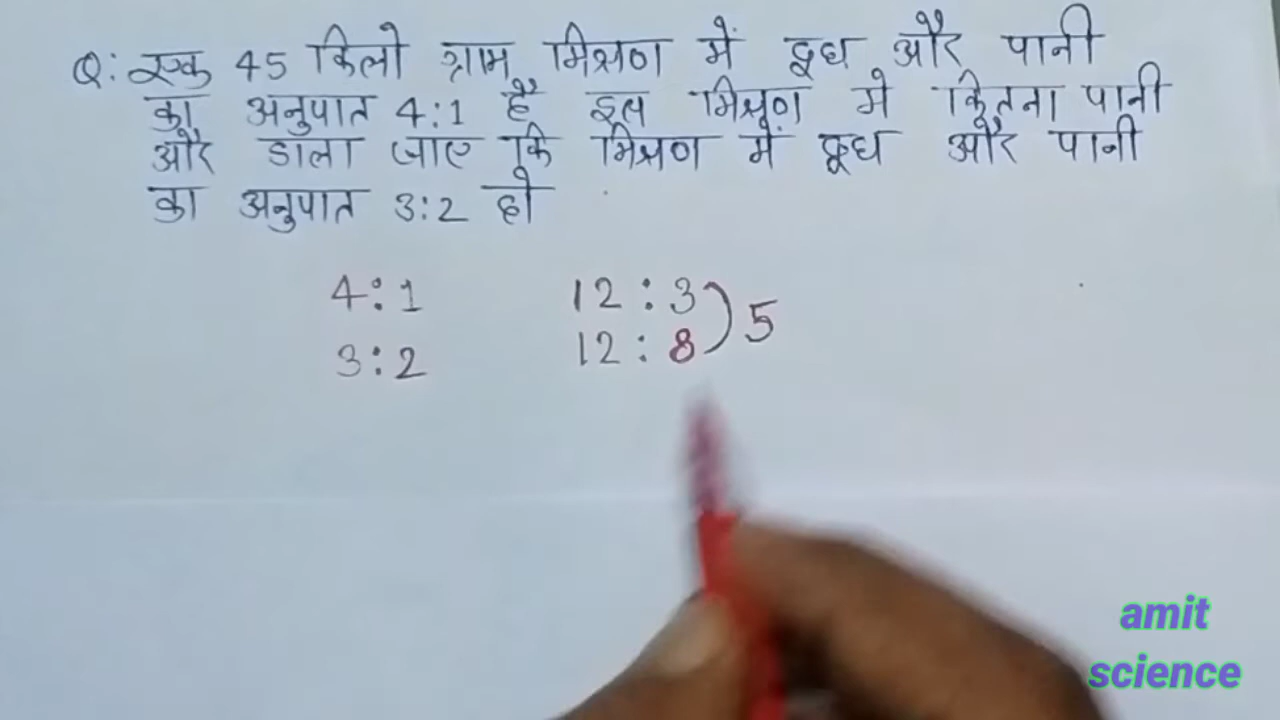 Q: एक 45 किलो ग्राम मिश्रण में दूध और पानी
का अनुपात 4:1 है इस मिश्रण मे कितना पानी
और डाला जाए कि मिश्रण में दूध और पानी
का अनुपात 3:2 हो
4:1 12:3
3:2 12:8 ) 5
amit
science